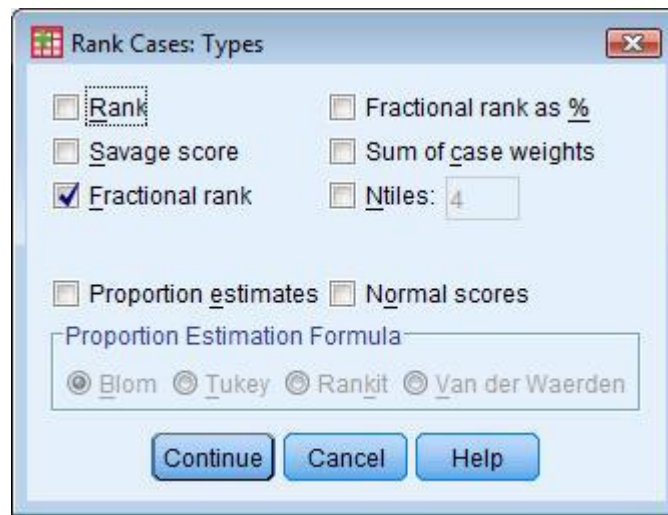 Rank Cases: Types
Rank
Fractional rank as %
Savage score
Sum of case weights
Fractional rank
Ntiles: 4
Proportion estimates
Normal scores
Proportion Estimation Formula
Blom Tukey Rankit Van der Waerden
Continue Cancel Help